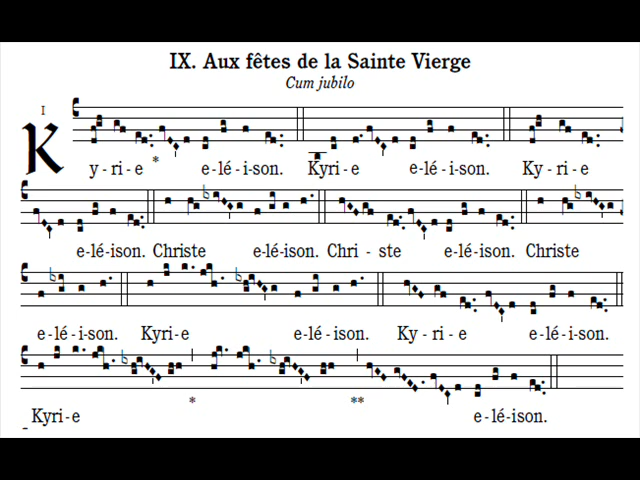 IX. Aux fêtes de la Sainte Vierge
Cum jubilo
I
Ky - ri - e * e - lé - i - son. Kyri - e e - lé - i - son. Ky - ri - e
e - lé - ison. Christe e - lé - ison. Chri - ste e - lé - ison. Christe
e - lé - i - son. Kyri - e e - lé - ison. Ky - ri - e e - lé - i - son.
Kyri - e * ** e - lé - ison.